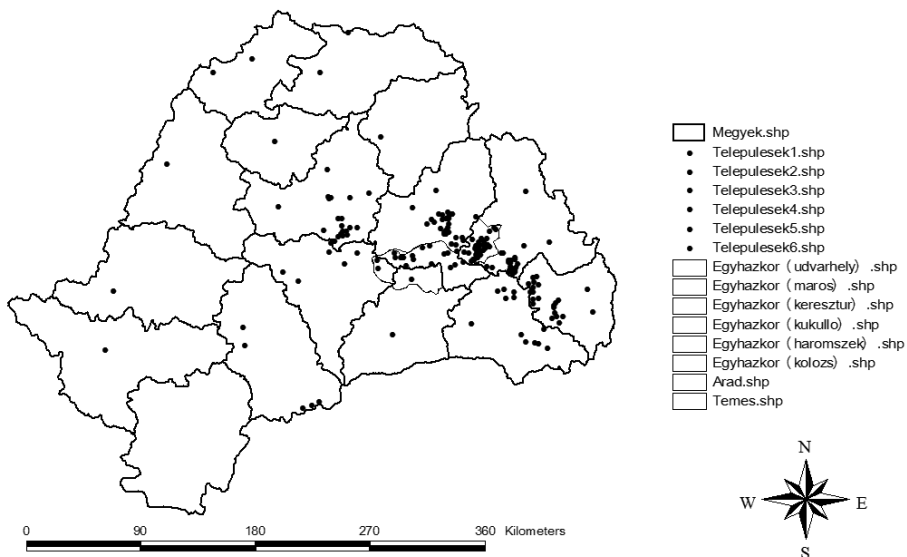 Megyek.shp
Telepulesek1.shp
Telepulesek2.shp
Telepulesek3.shp
Telepulesek4.shp
Telepulesek5.shp
Telepulesek6.shp
Egyhazkor (udvarhely) .shp
Egyhazkor (maros) .shp
Egyhazkor (keresztur) .shp
Egyhazkor (kukullo) .shp
Egyhazkor (haromszek) .shp
Egyhazkor (kolozs) .shp
Arad.shp
Temes.shp
N
W E
S
0 90 180 270 360 Kilometers